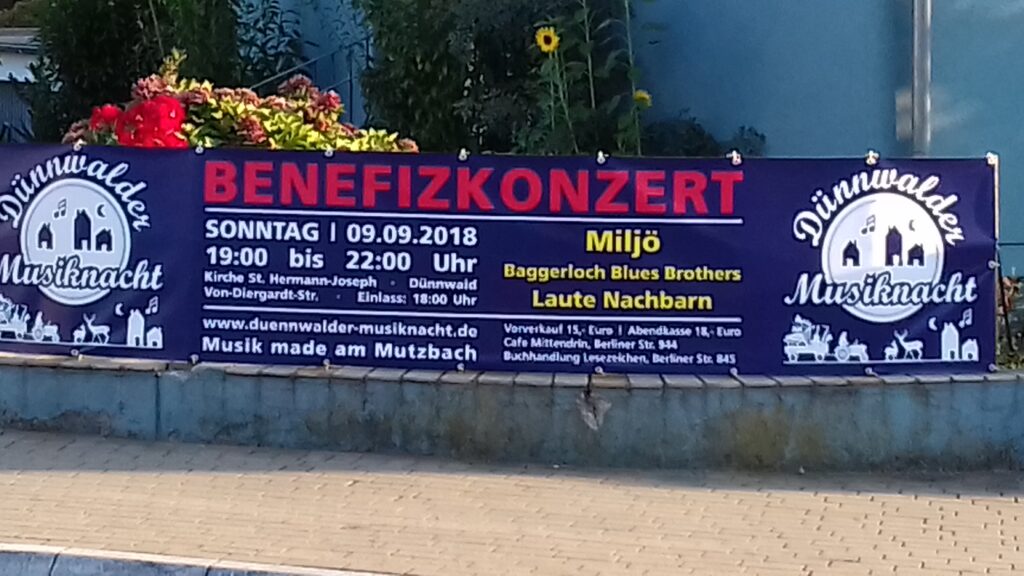 Dünnwalder
Musiknacht
BENEFIZKONZERT
SONNTAG | 09.09.2018
19:00 bis 22:00 Uhr
Kirche St. Hermann-Joseph · Dünnwald
Von-Diergardt-Str. · Einlass: 18:00 Uhr
www.duennwalder-musiknacht.de
Musik made am Mutzbach
Miljö
Baggerloch Blues Brothers
Laute Nachbarn
Vorverkauf 15,- Euro | Abendkasse 18,- Euro
Cafe Mittendrin, Berliner Str. 844
Buchhandlung Lesezeichen, Berliner Str. 845
Dünnwalder
Musiknacht